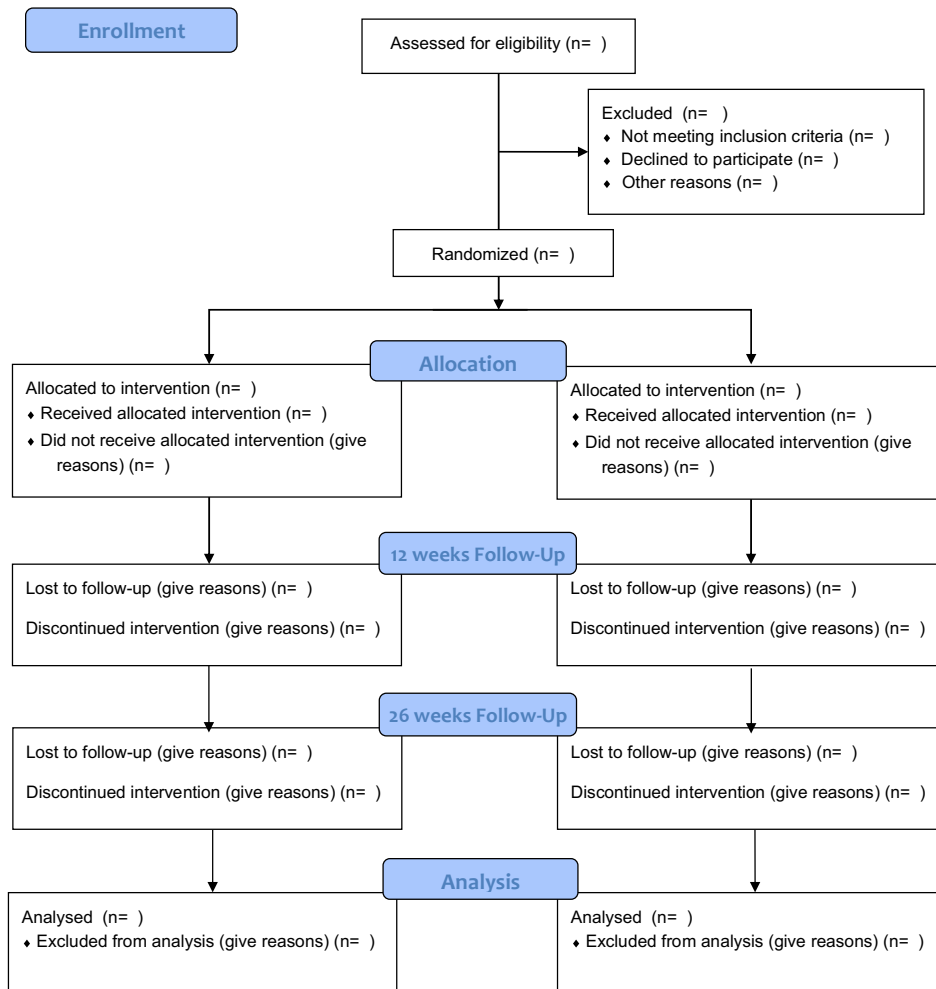 Enrollment
Assessed for eligibility (n=  )
Excluded  (n=  )
♦ Not meeting inclusion criteria (n=  )
♦ Declined to participate (n=  )
♦ Other reasons (n=  )
Randomized (n=  )
Allocation
Allocated to intervention (n=  )
♦ Received allocated intervention (n=  )
♦ Did not receive allocated intervention (give
reasons) (n=  )
Allocated to intervention (n=  )
♦ Received allocated intervention (n=  )
♦ Did not receive allocated intervention (give
reasons) (n=  )
12 weeks Follow-Up
Lost to follow-up (give reasons) (n=  )
Discontinued intervention (give reasons) (n=  )
Lost to follow-up (give reasons) (n=  )
Discontinued intervention (give reasons) (n=  )
26 weeks Follow-Up
Lost to follow-up (give reasons) (n=  )
Discontinued intervention (give reasons) (n=  )
Lost to follow-up (give reasons) (n=  )
Discontinued intervention (give reasons) (n=  )
Analysis
Analysed  (n=  )
♦ Excluded from analysis (give reasons) (n=  )
Analysed  (n=  )
♦ Excluded from analysis (give reasons) (n=  )